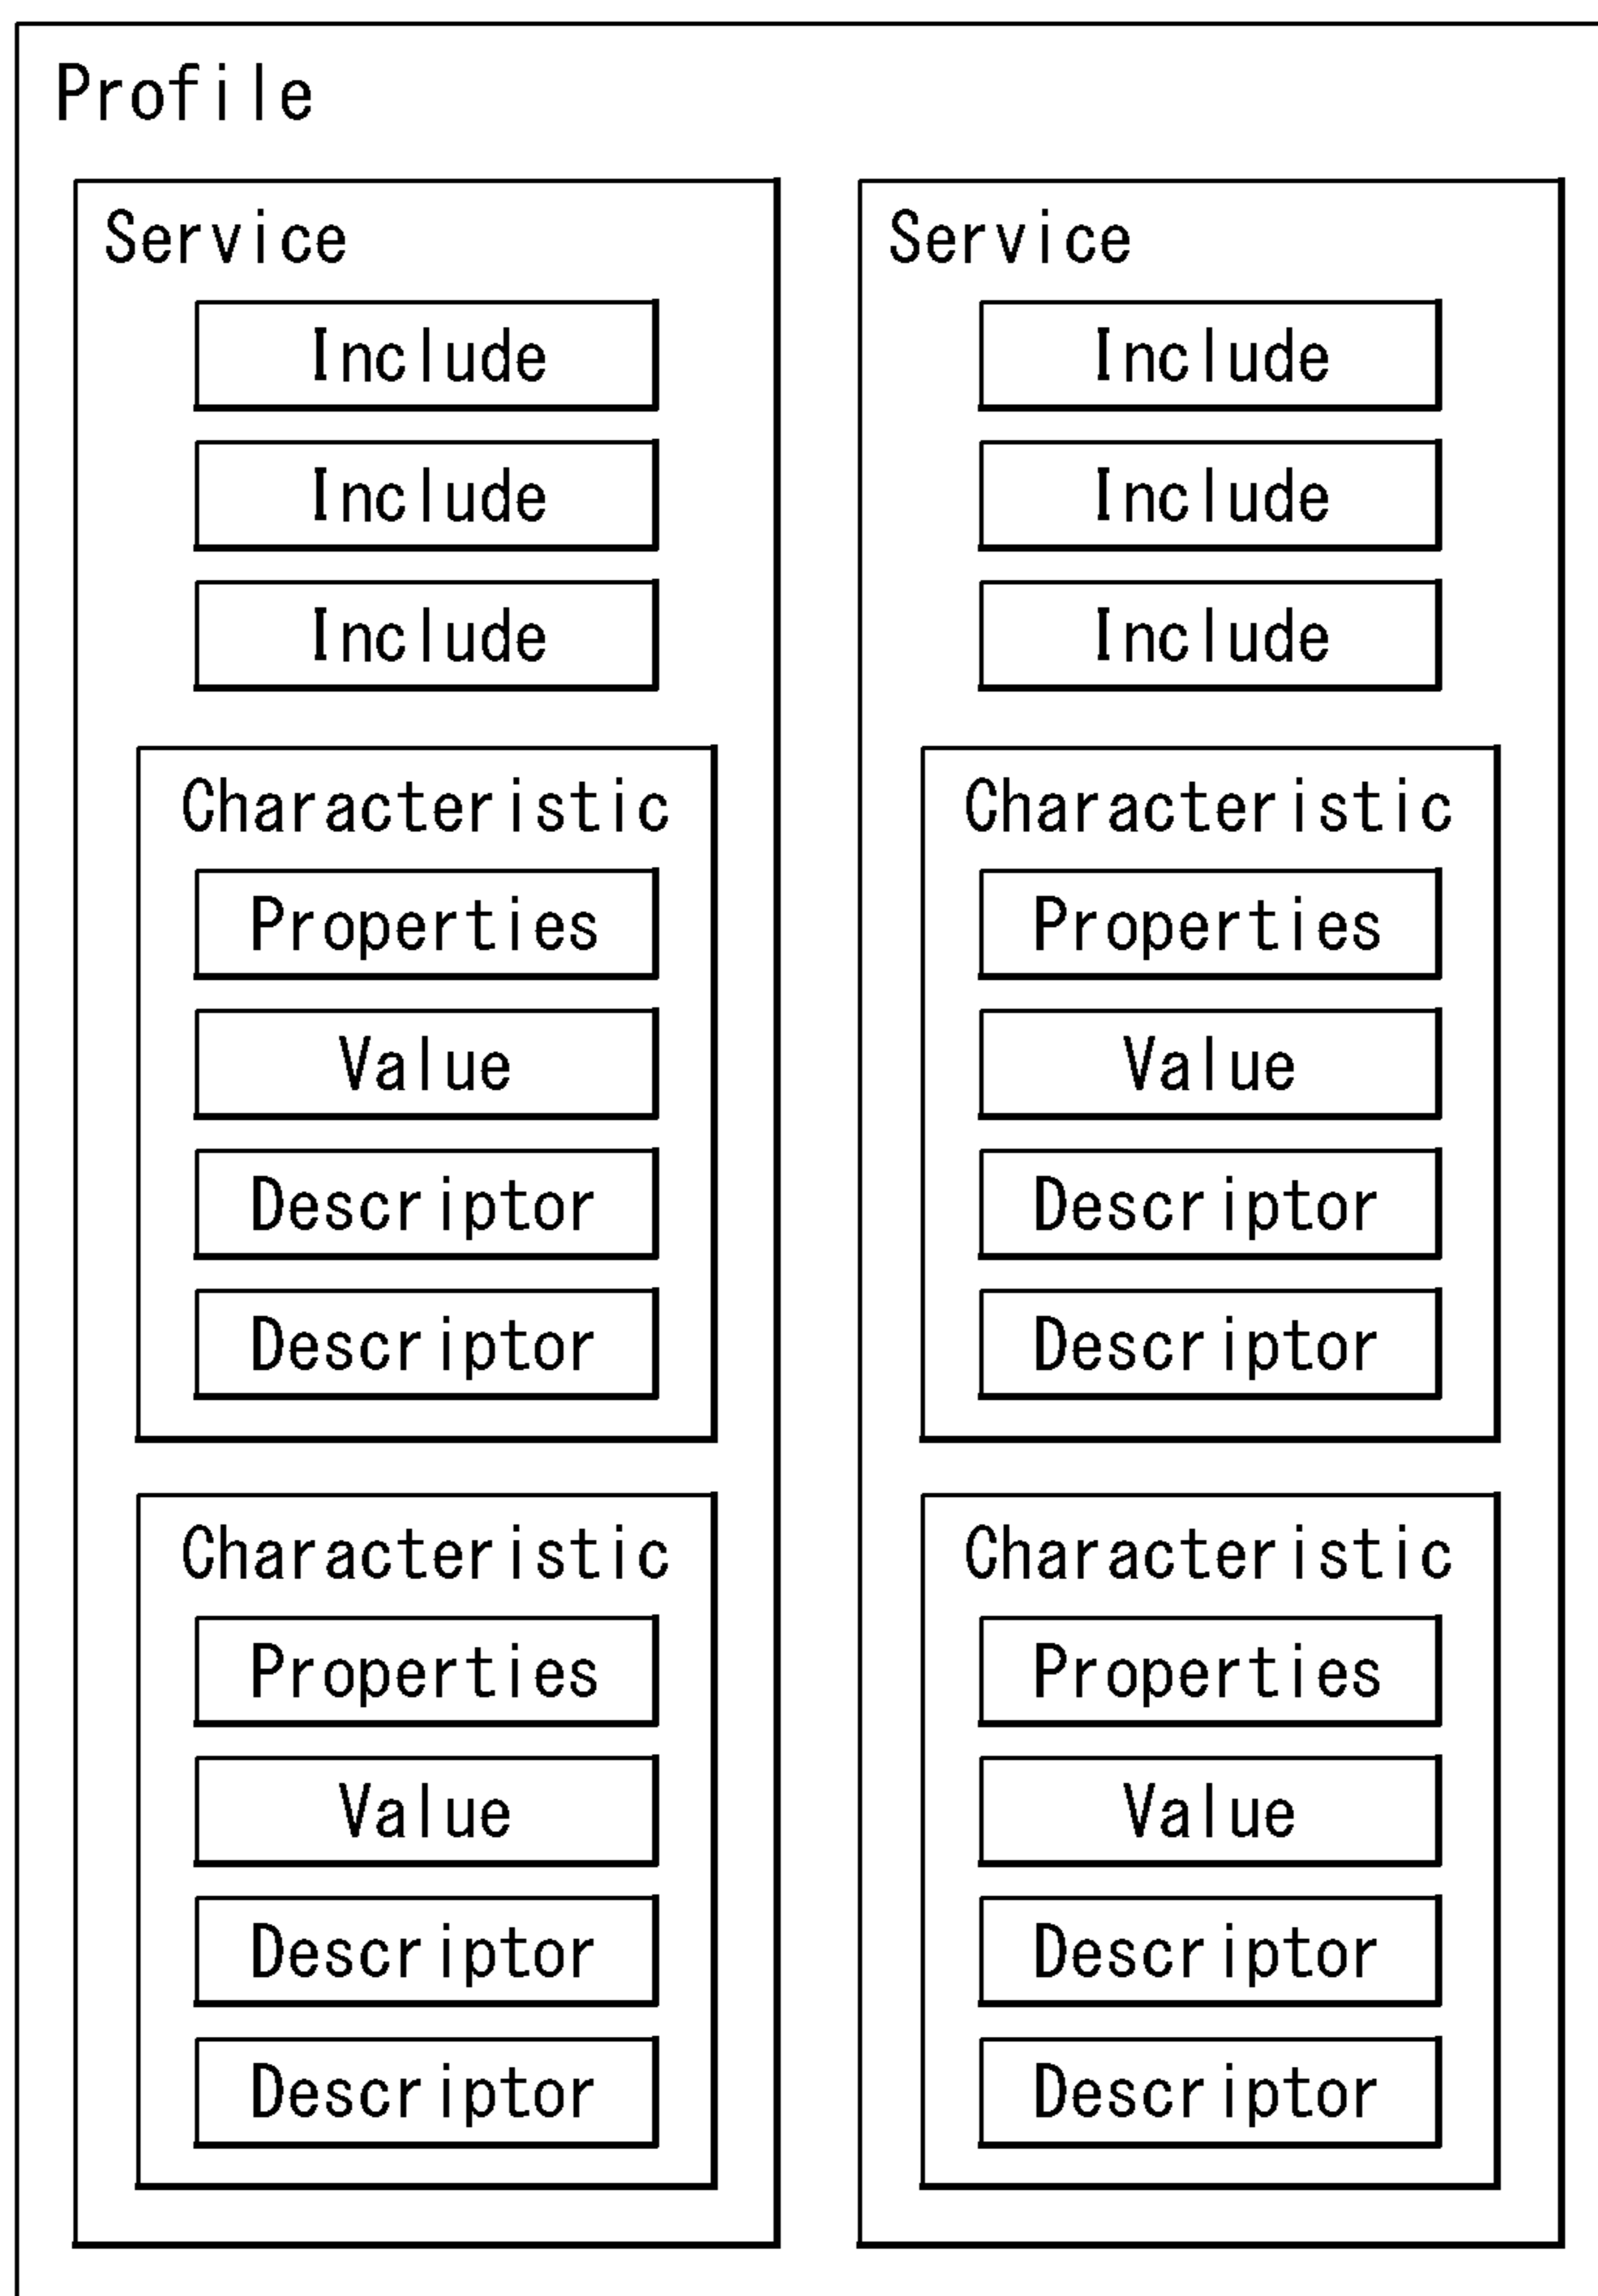 Profile
Service
Include
Include
Include
Characteristic
Properties
Value
Descriptor
Descriptor
Characteristic
Properties
Value
Descriptor
Descriptor
Service
Include
Include
Include
Characteristic
Properties
Value
Descriptor
Descriptor
Characteristic
Properties
Value
Descriptor
Descriptor